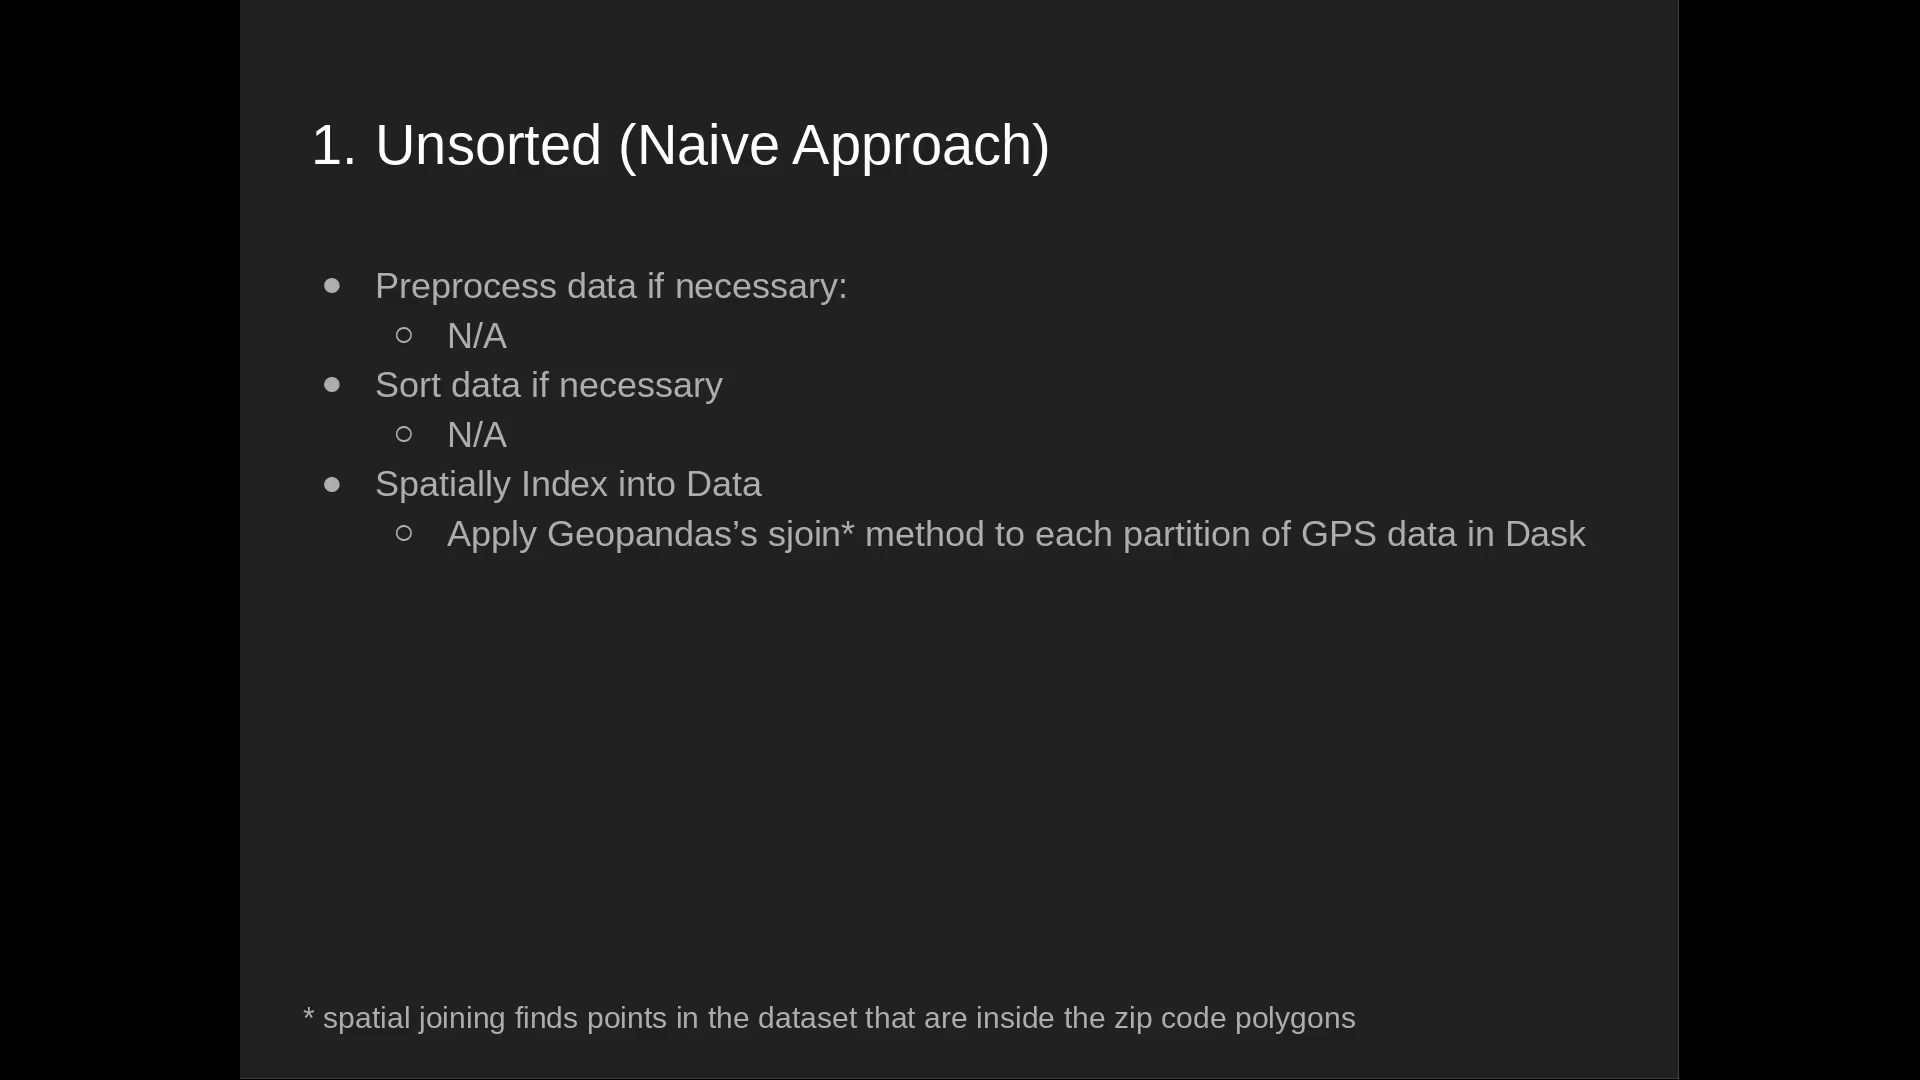 1. Unsorted (Naive Approach)
● Preprocess data if necessary:
○ N/A
● Sort data if necessary
○ N/A
● Spatially Index into Data
○ Apply Geopandas’s sjoin* method to each partition of GPS data in Dask
* spatial joining finds points in the dataset that are inside the zip code polygons